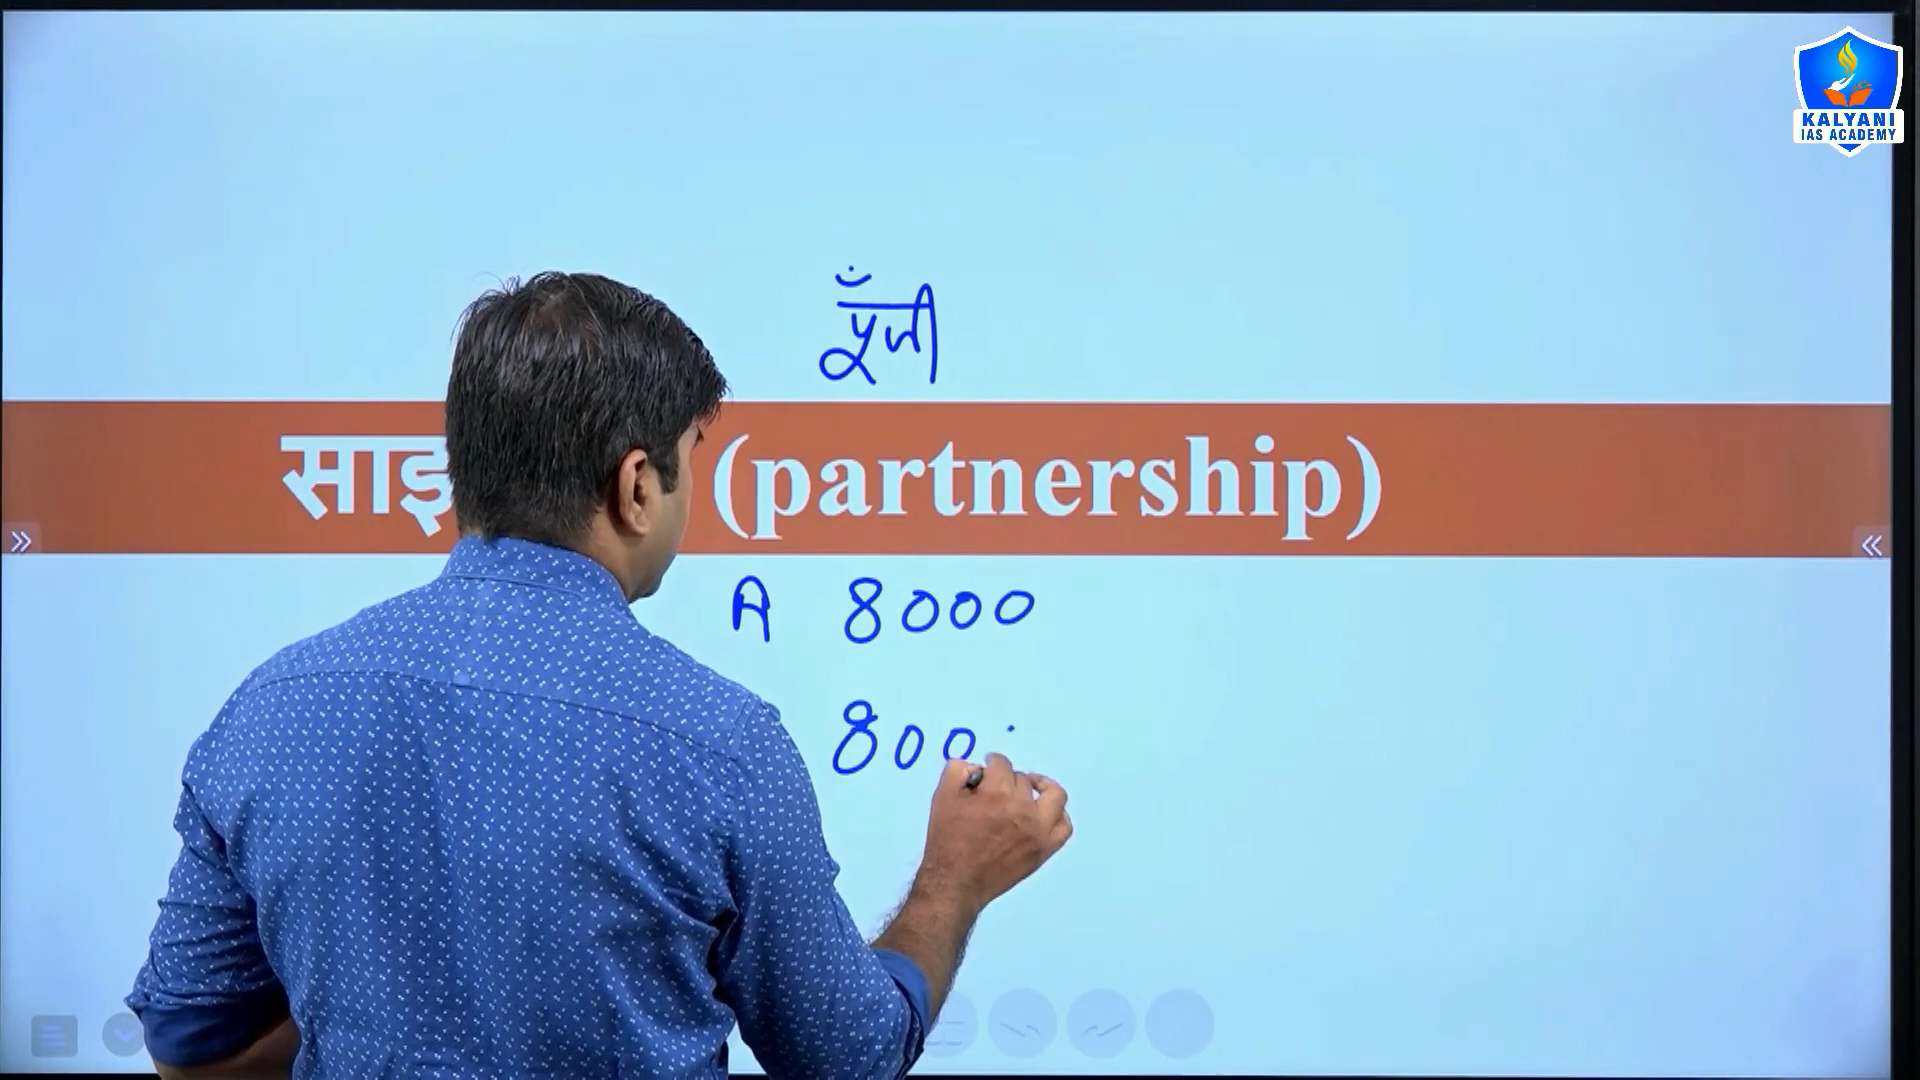 KALYANI
IAS ACADEMY
पूँजी
(partnership)
A 8000
800